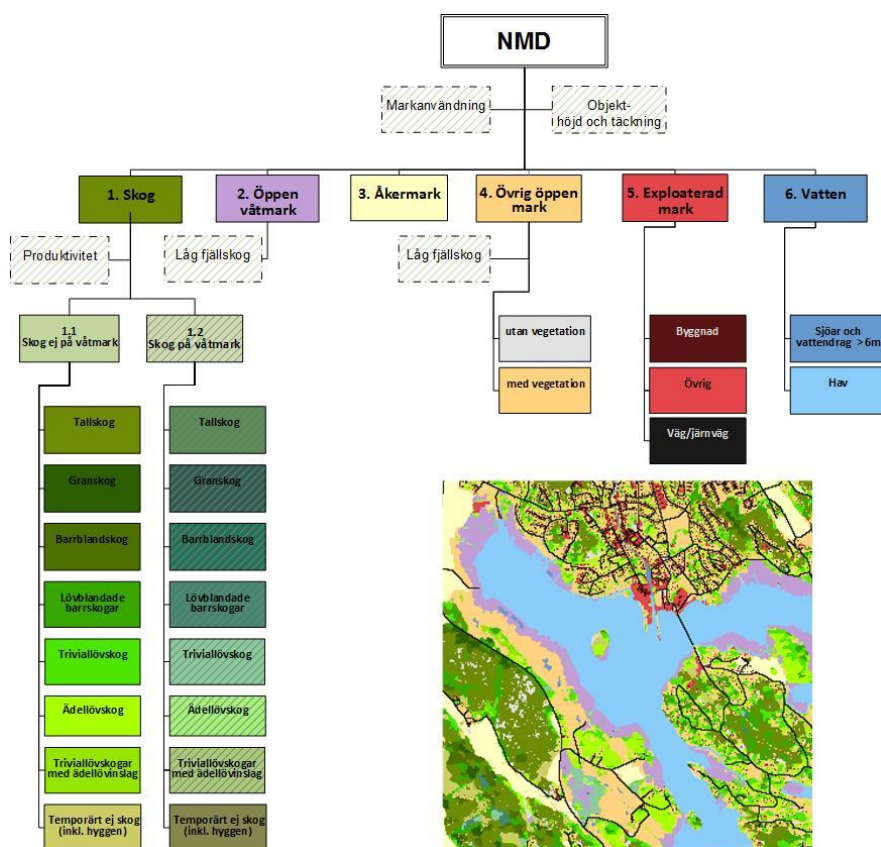 NMD
Markanvändning
Objekt-
höjd och täckning
1. Skog
2. Öppen
våtmark
3. Åkermark
4. Övrig öppen
mark
5. Exploaterad
mark
6. Vatten
Produktivitet
Låg fjällskog
Låg fjällskog
1.1
Skog ej på våtmark
1.2
Skog på våtmark
utan vegetation
med vegetation
Byggnad
Övrig
Väg/järnväg
Sjöar och
vattendrag >6m
Hav
Tallskog
Granskog
Barrblandskog
Lövblandade
barrskogar
Triviallövskog
Ädellövskog
Triviallövskogar
med ädellövinslag
Temporärt ej skog
(inkl. hyggen)
Tallskog
Granskog
Barrblandskog
Lövblandade
barrskogar
Triviallövskog
Ädellövskog
Triviallövskogar
med ädellövinslag
Temporärt ej skog
(inkl. hyggen)